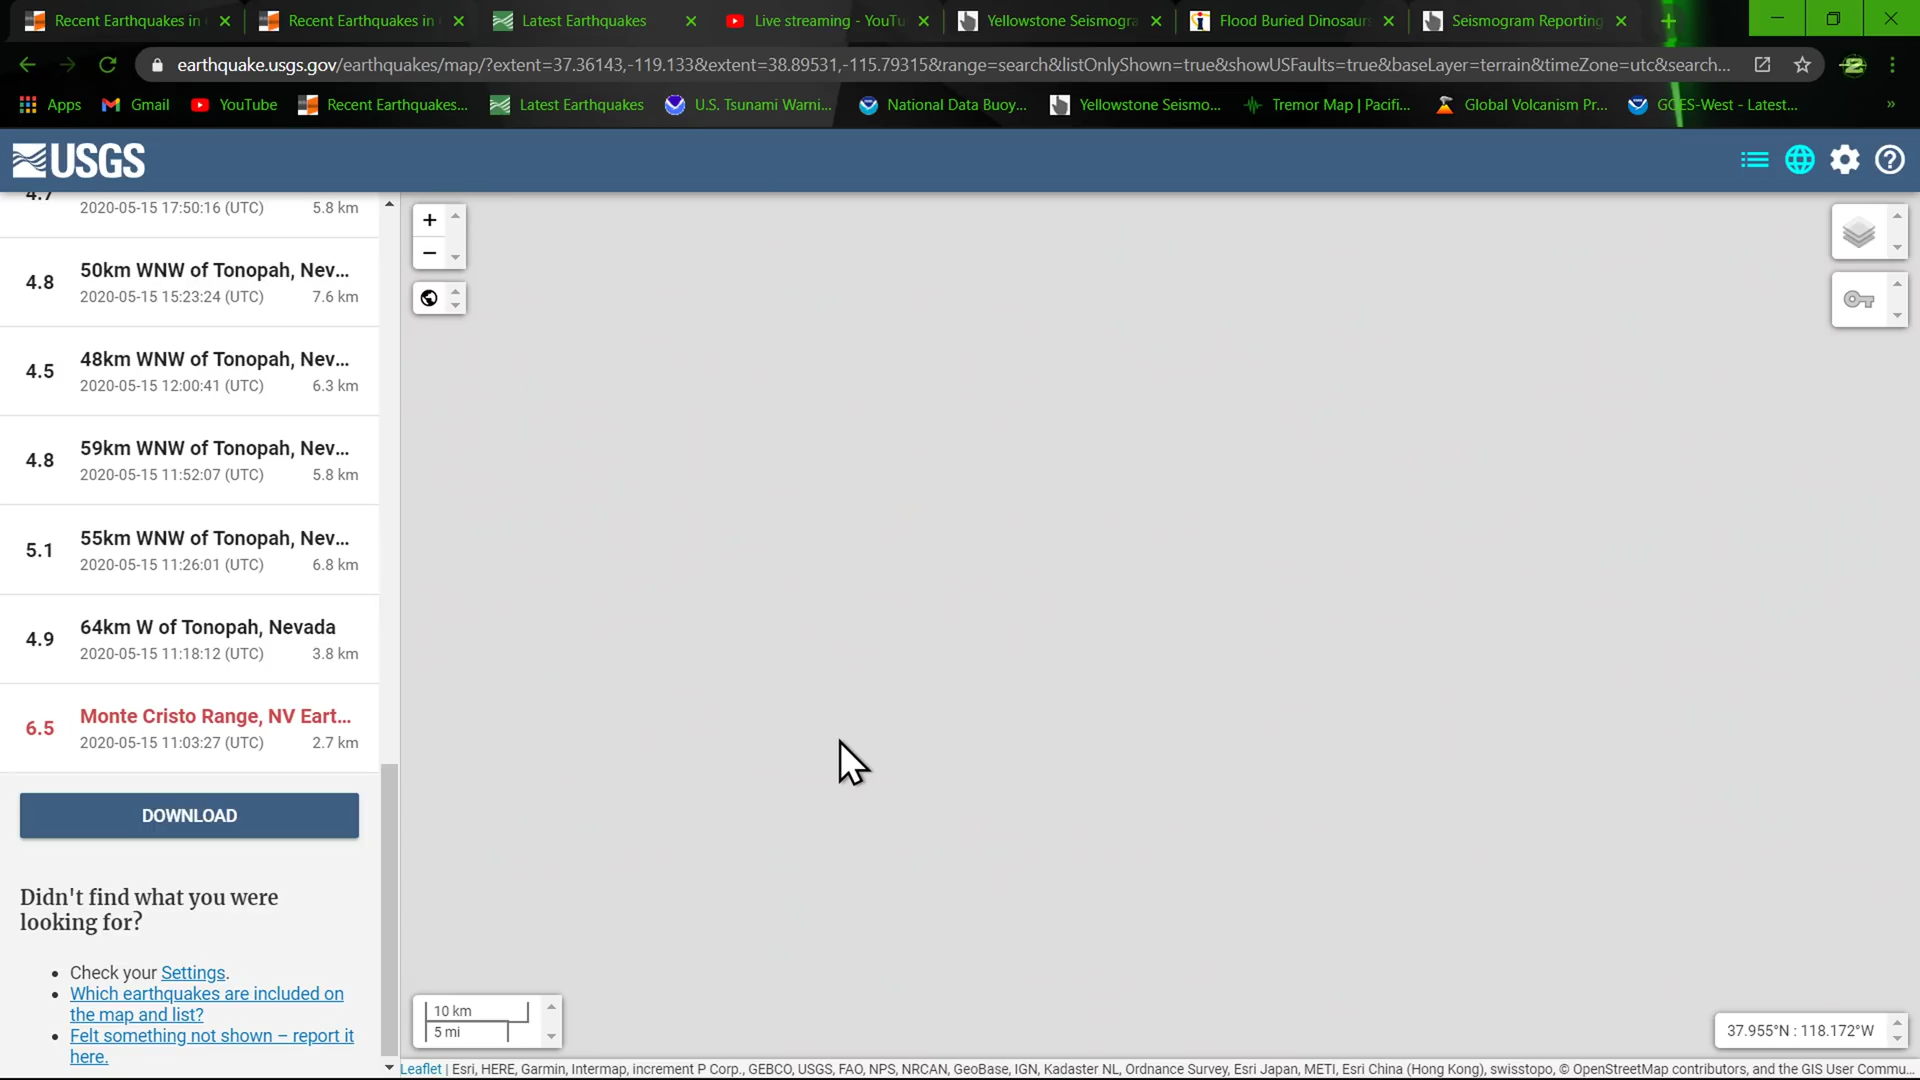 Recent Earthquakes in
Recent Earthquakes in
Latest Earthquakes
Live streaming - YouTu
Yellowstone Seismogra
Flood Buried Dinosaurs
Seismogram Reporting
earthquake.usgs.gov/earthquakes/map/?extent=37.36143,-119.133&extent=38.89531,-115.79315&range=search&listOnlyShown=true&showUSFaults=true&baseLayer=terrain&timeZone=utc&search...
Apps
Gmail
YouTube
Recent Earthquakes...
Latest Earthquakes
U.S. Tsunami Warni...
National Data Buoy...
Yellowstone Seismo...
Tremor Map | Pacifi...
Global Volcanism Pr...
GOES-West - Latest...
»
USGS
4.7
2020-05-15 17:50:16 (UTC) 5.8 km
4.8
50km WNW of Tonopah, Nev...
2020-05-15 15:23:24 (UTC) 7.6 km
4.5
48km WNW of Tonopah, Nev...
2020-05-15 12:00:41 (UTC) 6.3 km
4.8
59km WNW of Tonopah, Nev...
2020-05-15 11:52:07 (UTC) 5.8 km
5.1
55km WNW of Tonopah, Nev...
2020-05-15 11:26:01 (UTC) 6.8 km
4.9
64km W of Tonopah, Nevada
2020-05-15 11:18:12 (UTC) 3.8 km
6.5
Monte Cristo Range, NV Eart...
2020-05-15 11:03:27 (UTC) 2.7 km
DOWNLOAD
Didn't find what you were
looking for?
• Check your Settings.
• Which earthquakes are included on
the map and list?
• Felt something not shown – report it
here.
+
−
10 km
5 mi
37.955°N : 118.172°W
Leaflet | Esri, HERE, Garmin, Intermap, increment P Corp., GEBCO, USGS, FAO, NPS, NRCAN, GeoBase, IGN, Kadaster NL, Ordnance Survey, Esri Japan, METI, Esri China (Hong Kong), swisstopo, © OpenStreetMap contributors, and the GIS User Commu...